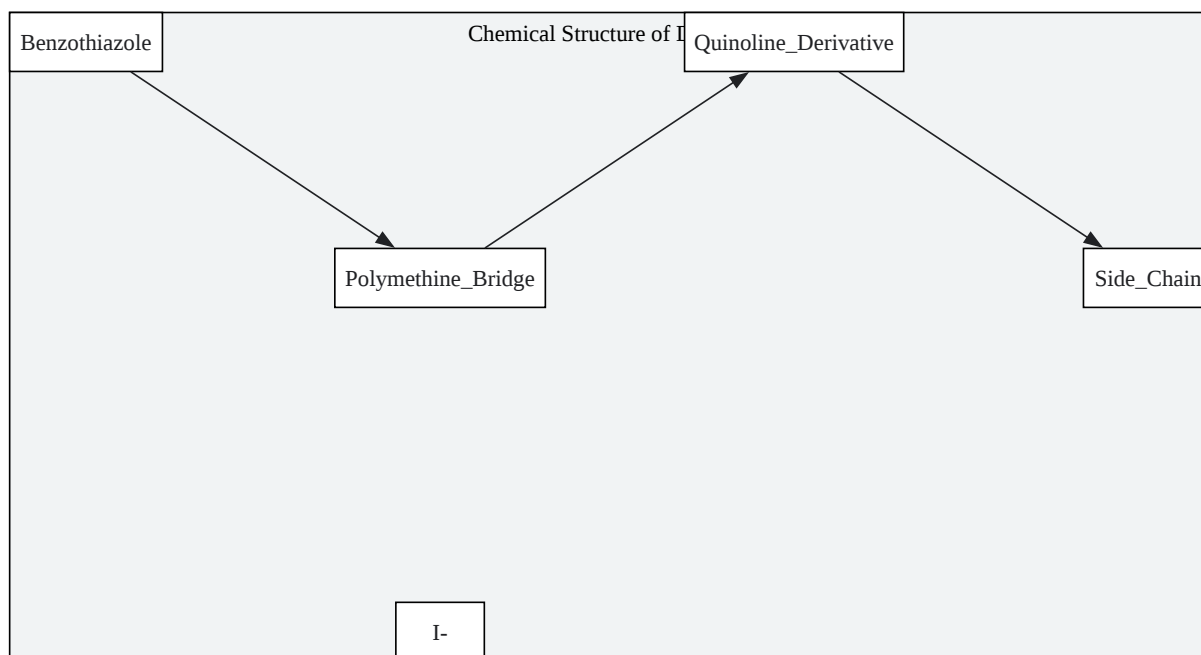 Benzothiazole
Chemical Structure of
Quinoline_Derivative
Polymethine_Bridge
Side_Chain
I-